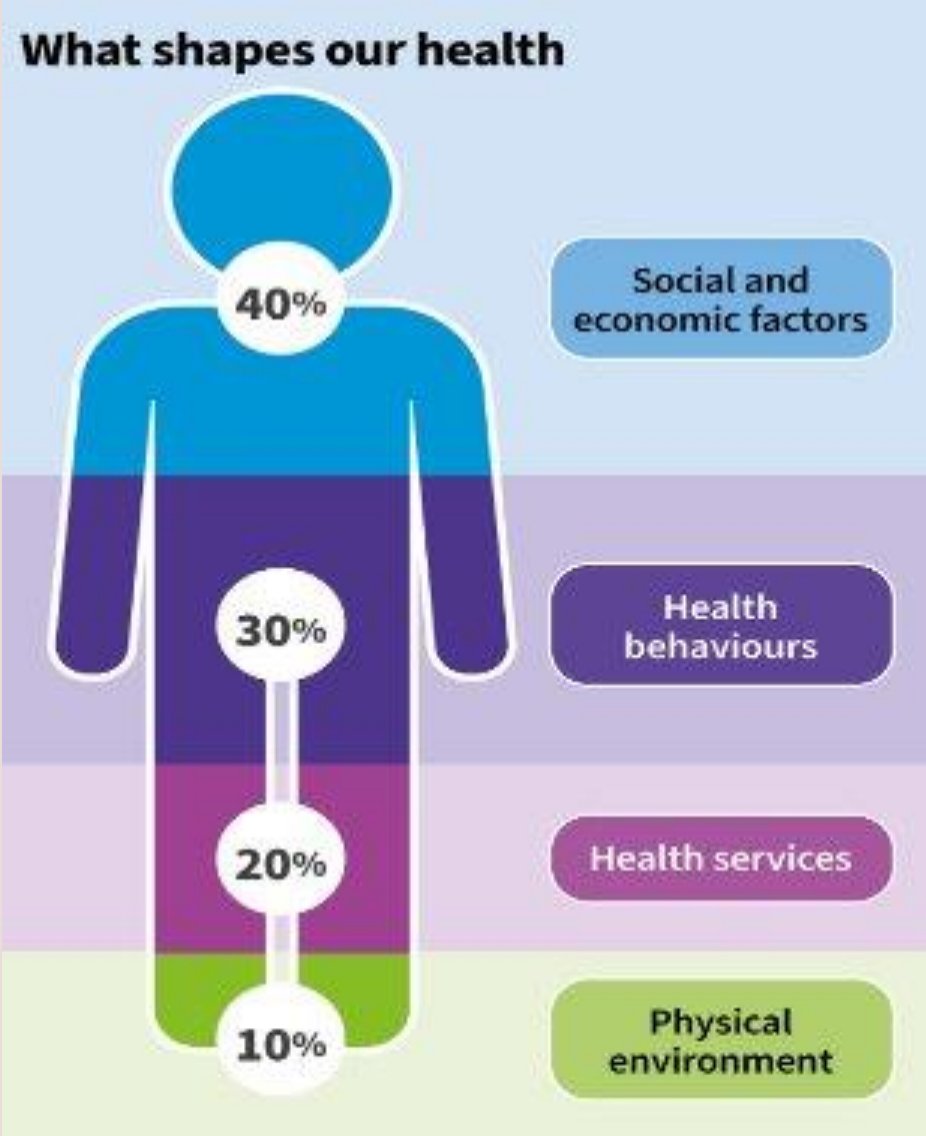 What shapes our health
40%
Social and
economic factors
30%
Health
behaviours
20%
Health services
10%
Physical
environment